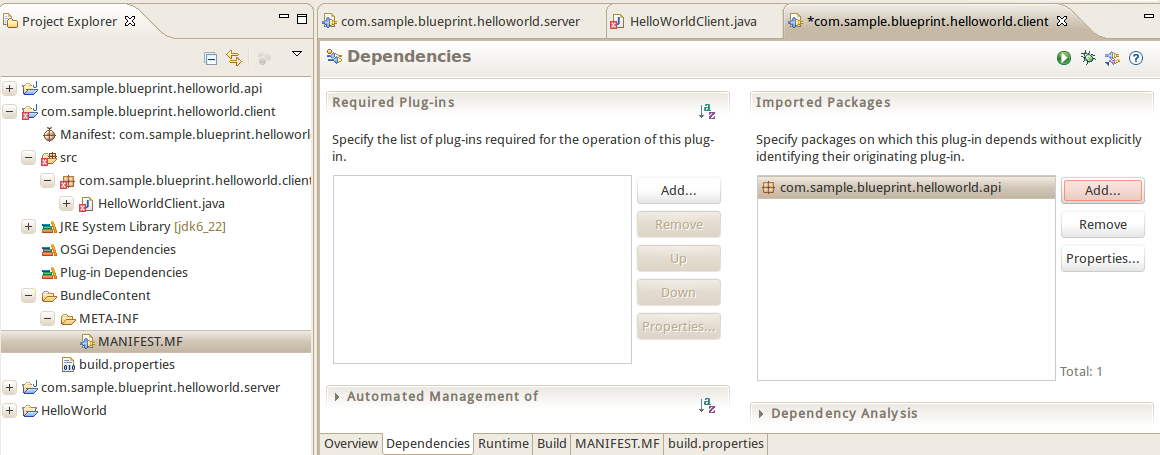 Project Explorer
com.sample.blueprint.helloworld.api
com.sample.blueprint.helloworld.client
Manifest: com.sample.blueprint.helloworl
src
com.sample.blueprint.helloworld.client
HelloWorldClient.java
JRE System Library [jdk6_22]
OSGi Dependencies
Plug-in Dependencies
BundleContent
META-INF
MANIFEST.MF
build.properties
com.sample.blueprint.helloworld.server
HelloWorld
com.sample.blueprint.helloworld.server
HelloWorldClient.java
*com.sample.blueprint.helloworld.client
Dependencies
Required Plug-ins
Specify the list of plug-ins required for the operation of this plug-
in.
Add...
Remove
Up
Down
Properties...
Automated Management of
Imported Packages
Specify packages on which this plug-in depends without explicitly
identifying their originating plug-in.
com.sample.blueprint.helloworld.api
Add...
Remove
Properties...
Total: 1
Dependency Analysis
Overview
Dependencies
Runtime
Build
MANIFEST.MF
build.properties